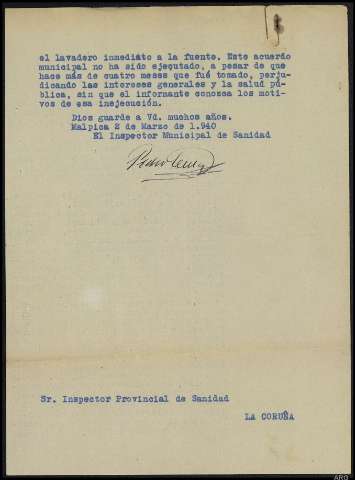 el lavadero inmediato a la fuente. Este acuerdo
municipal no ha sido ejecutado, a pesar de que
hace más de cuatro meses que fué tomado, perju-
dicando las intereses generales y la salud pú-
blica, sin que el informante conozca los moti-
vos de esa inejecución.
Dios guarde a Vd. muchos años.
Malpica 2 de Marzo de 1.940
El Inspector Municipal de Sanidad
Sr. Inspector Provincial de Sanidad
LA CORUÑA
ARG